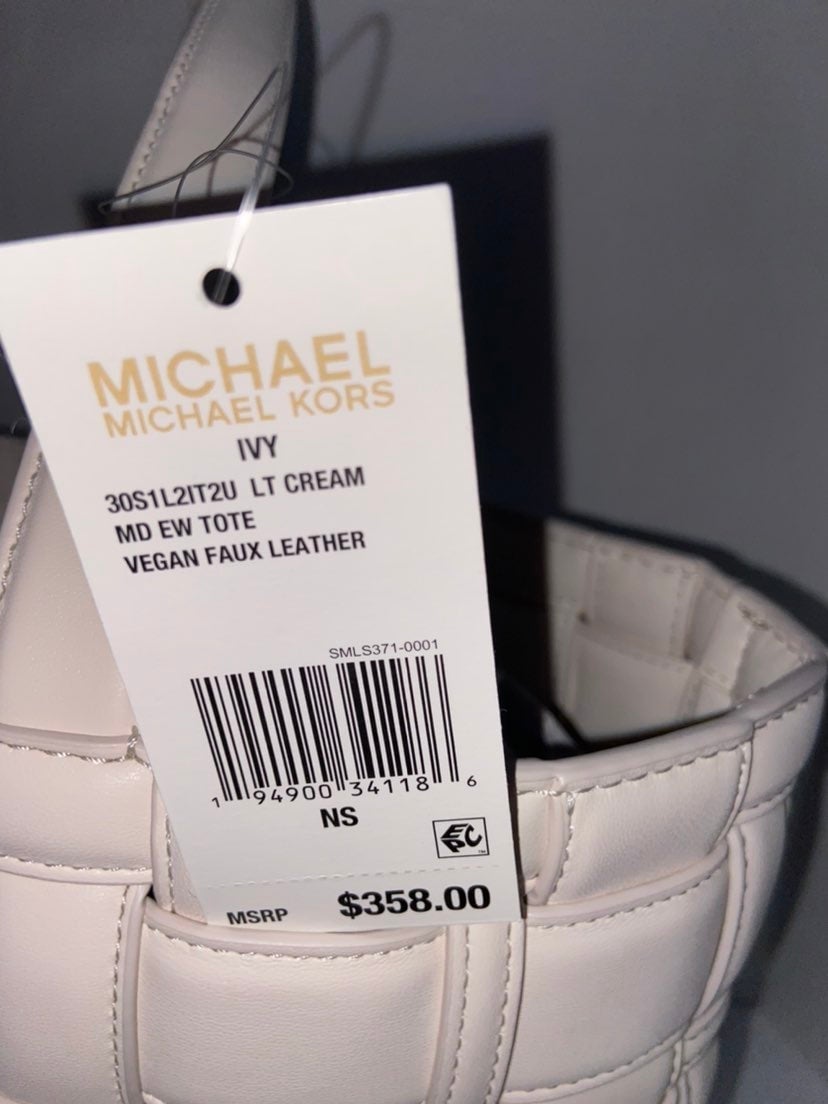 MICHAEL
MICHAEL KORS
IVY
30S1L2IT2U LT CREAM
MD EW TOTE
VEGAN FAUX LEATHER
SMLS371-0001
1 94900 34118 6
NS
EPC
MSRP $358.00